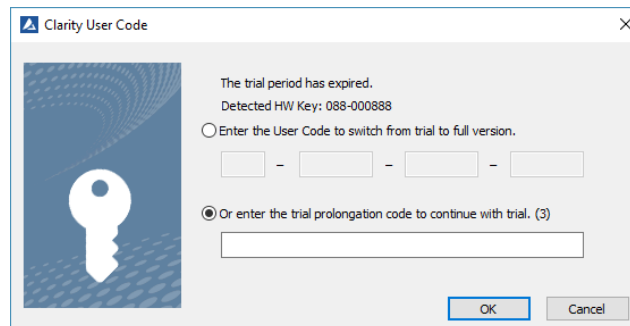 Clarity User Code
The trial period has expired.
Detected HW Key: 088-000888
Enter the User Code to switch from trial to full version.
– – –
Or enter the trial prolongation code to continue with trial. (3)
OK Cancel